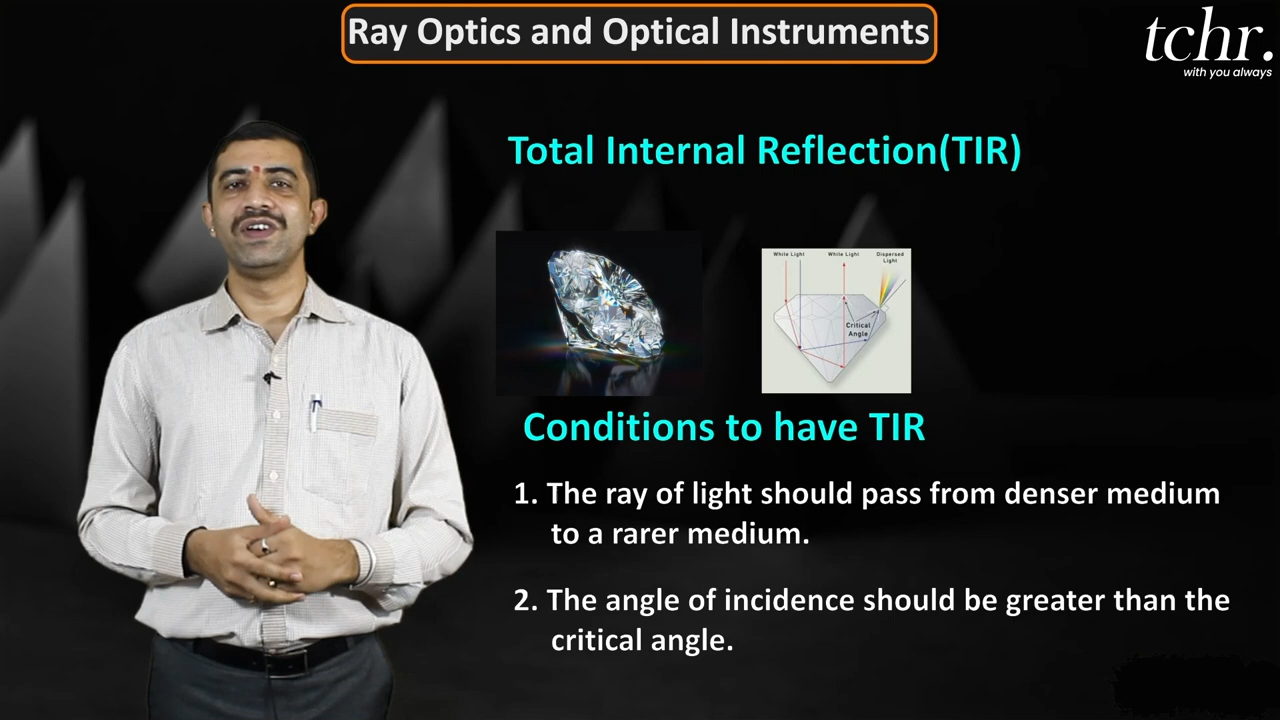 Ray Optics and Optical Instruments
tchr.
with you always
Total Internal Reflection(TIR)
White Light
White Light
Dispersed
Light
Critical
Angle
Conditions to have TIR
1. The ray of light should pass from denser medium
to a rarer medium.
2. The angle of incidence should be greater than the
critical angle.